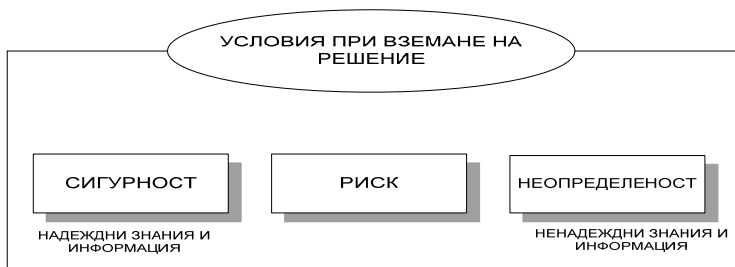 УСЛОВИЯ ПРИ ВЗЕМАНЕ НА
РЕШЕНИЕ
СИГУРНОСТ
РИСК
НЕОПРЕДЕЛЕНОСТ
НАДЕЖДНИ ЗНАНИЯ И
ИНФОРМАЦИЯ
НЕНАДЕЖДНИ ЗНАНИЯ И
ИНФОРМАЦИЯ